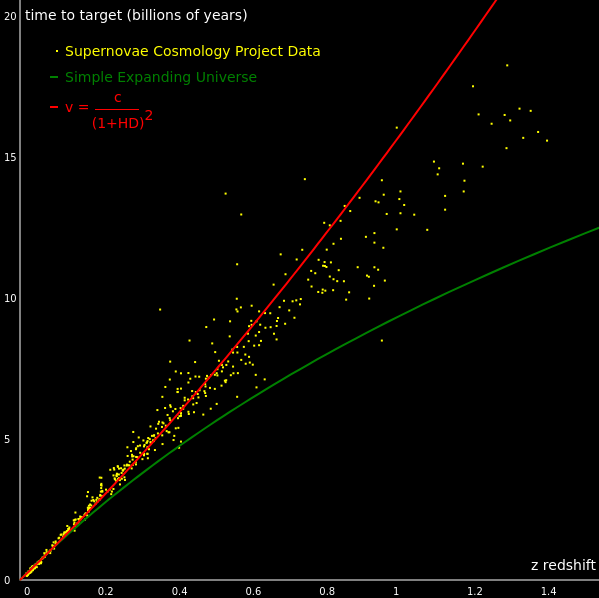 20
time to target (billions of years)
Supernovae Cosmology Project Data
Simple Expanding Universe
v = c
(1+HD)²
15
10
5
0
z redshift
0 0.2 0.4 0.6 0.8 1 1.2 1.4